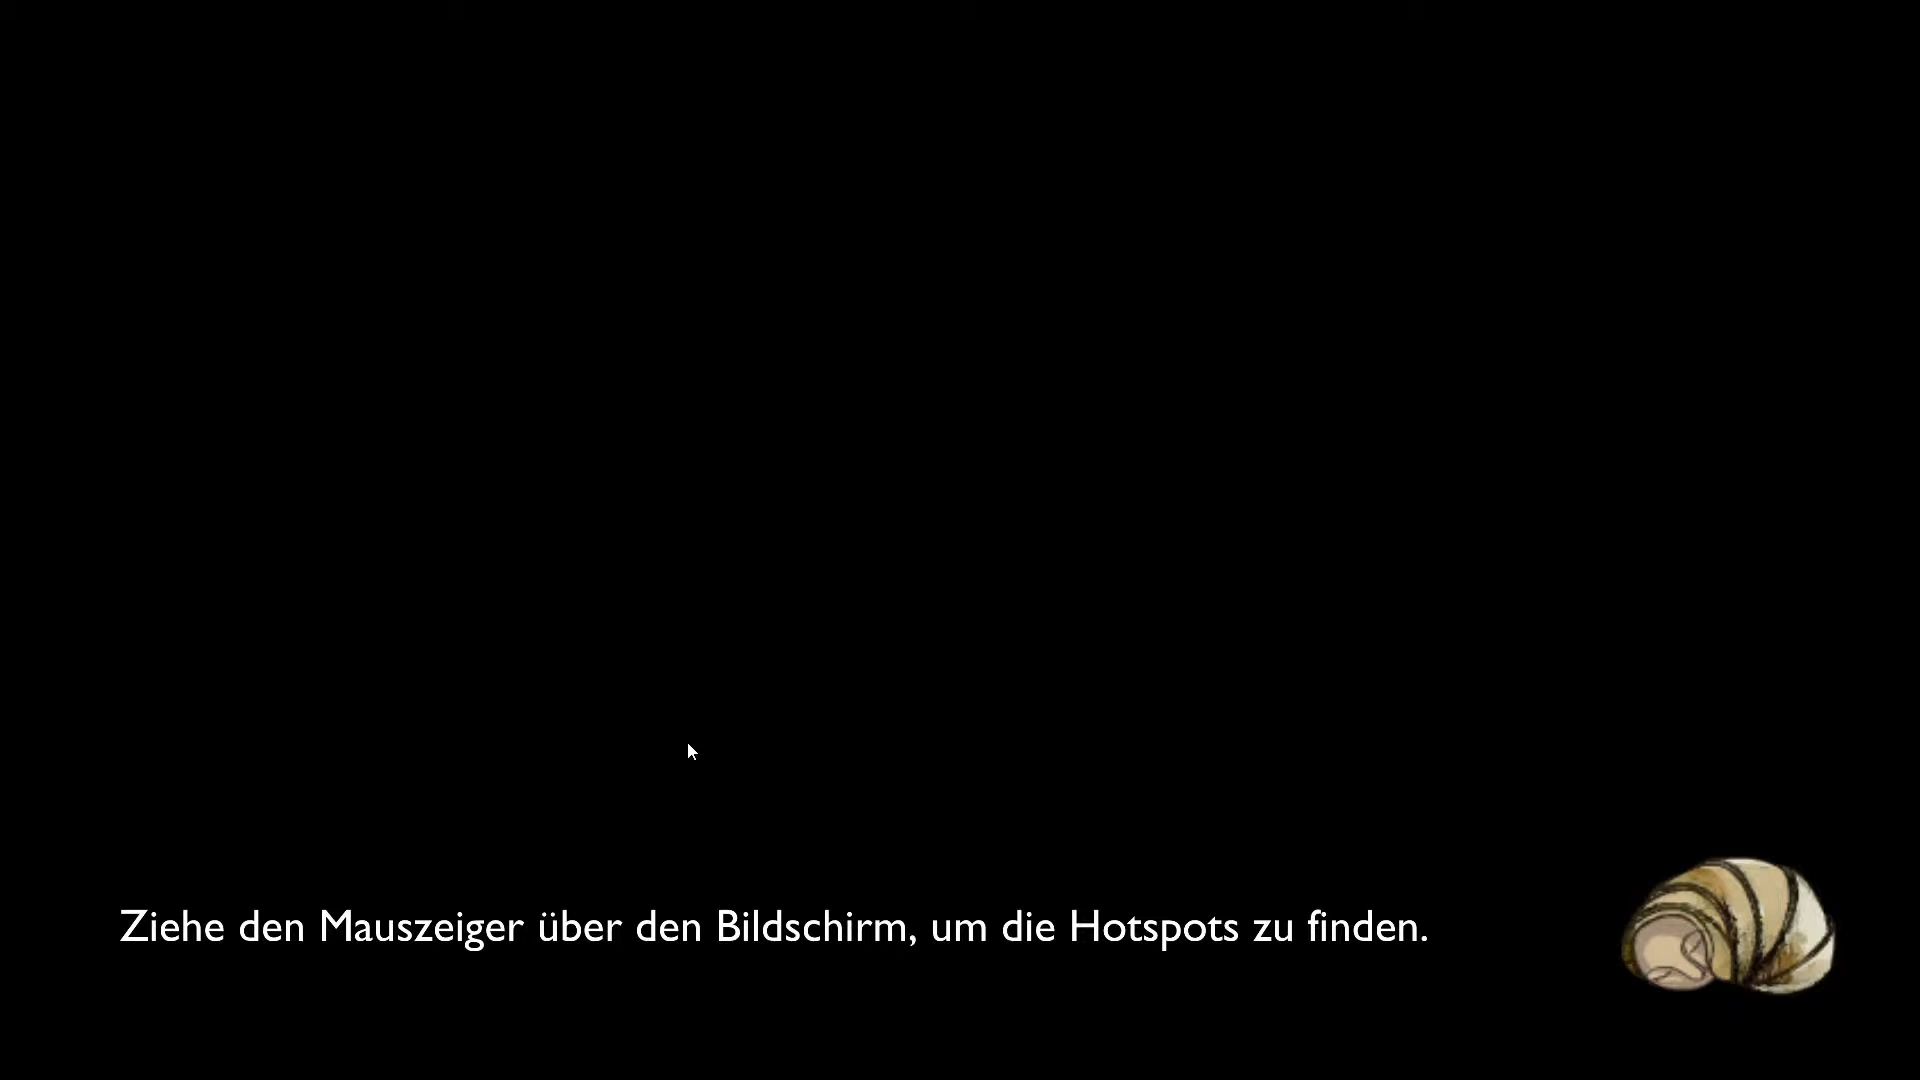 Ziehe den Mauszeiger über den Bildschirm, um die Hotspots zu finden.